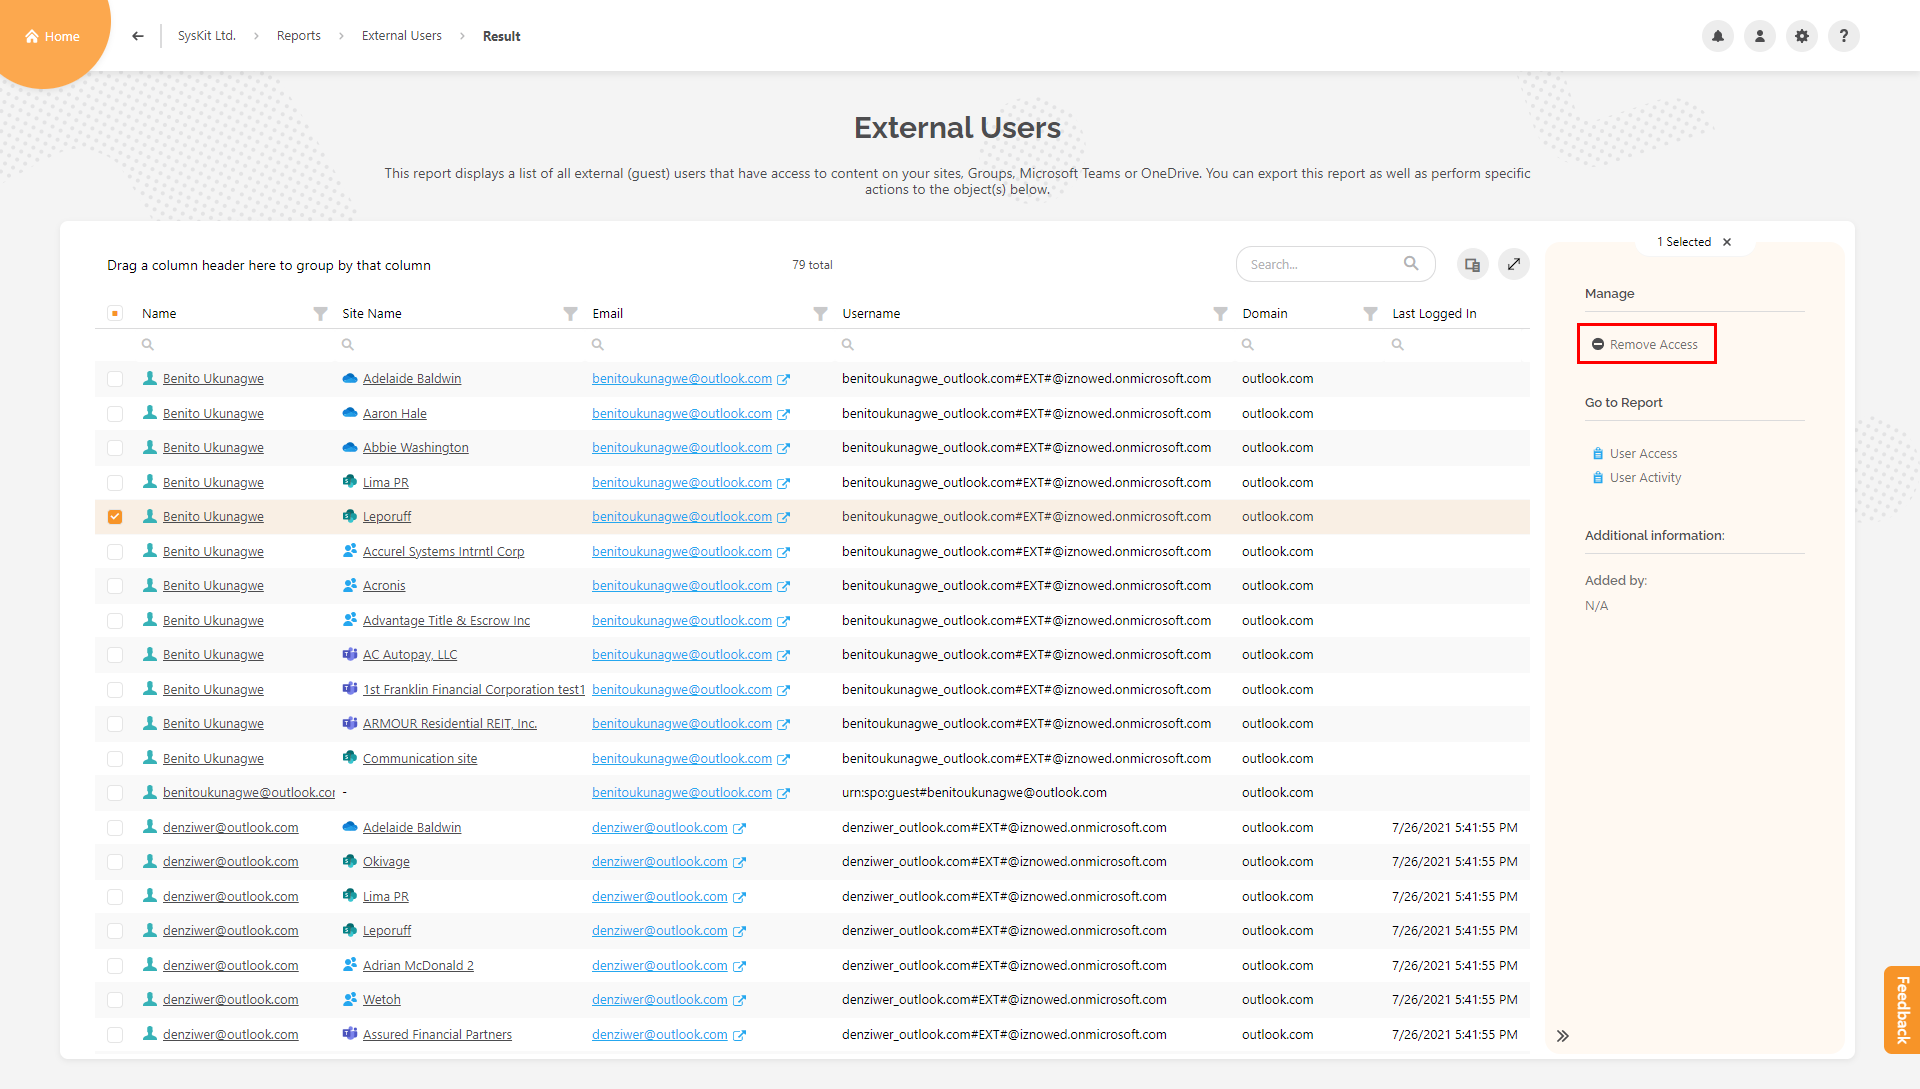 Home
SysKit Ltd. > Reports > External Users > Result
?
External Users
This report displays a list of all external (guest) users that have access to content on your sites, Groups, Microsoft Teams or OneDrive. You can export this report as well as perform specific
actions to the object(s) below.
Drag a column header here to group by that column
79 total
Search...
Name Site Name Email Username Domain Last Logged In
Benito Ukunagwe Adelaide Baldwin benitoukunagwe@outlook.com benitoukunagwe_outlook.com#EXT#@iznowed.onmicrosoft.com outlook.com
Benito Ukunagwe Aaron Hale benitoukunagwe@outlook.com benitoukunagwe_outlook.com#EXT#@iznowed.onmicrosoft.com outlook.com
Benito Ukunagwe Abbie Washington benitoukunagwe@outlook.com benitoukunagwe_outlook.com#EXT#@iznowed.onmicrosoft.com outlook.com
Benito Ukunagwe Lima PR benitoukunagwe@outlook.com benitoukunagwe_outlook.com#EXT#@iznowed.onmicrosoft.com outlook.com
Benito Ukunagwe Leporuff benitoukunagwe@outlook.com benitoukunagwe_outlook.com#EXT#@iznowed.onmicrosoft.com outlook.com
Benito Ukunagwe Accurel Systems Intrntl Corp benitoukunagwe@outlook.com benitoukunagwe_outlook.com#EXT#@iznowed.onmicrosoft.com outlook.com
Benito Ukunagwe Acronis benitoukunagwe@outlook.com benitoukunagwe_outlook.com#EXT#@iznowed.onmicrosoft.com outlook.com
Benito Ukunagwe Advantage Title & Escrow Inc benitoukunagwe@outlook.com benitoukunagwe_outlook.com#EXT#@iznowed.onmicrosoft.com outlook.com
Benito Ukunagwe AC Autopay, LLC benitoukunagwe@outlook.com benitoukunagwe_outlook.com#EXT#@iznowed.onmicrosoft.com outlook.com
Benito Ukunagwe 1st Franklin Financial Corporation test1 benitoukunagwe@outlook.com benitoukunagwe_outlook.com#EXT#@iznowed.onmicrosoft.com outlook.com
Benito Ukunagwe ARMOUR Residential REIT, Inc. benitoukunagwe@outlook.com benitoukunagwe_outlook.com#EXT#@iznowed.onmicrosoft.com outlook.com
Benito Ukunagwe Communication site benitoukunagwe@outlook.com benitoukunagwe_outlook.com#EXT#@iznowed.onmicrosoft.com outlook.com
benitoukunagwe@outlook.cor - benitoukunagwe@outlook.com urn:spo:guest#benitoukunagwe@outlook.com outlook.com
denziwer@outlook.com Adelaide Baldwin denziwer@outlook.com denziwer_outlook.com#EXT#@iznowed.onmicrosoft.com outlook.com 7/26/2021 5:41:55 PM
denziwer@outlook.com Okivage denziwer@outlook.com denziwer_outlook.com#EXT#@iznowed.onmicrosoft.com outlook.com 7/26/2021 5:41:55 PM
denziwer@outlook.com Lima PR denziwer@outlook.com denziwer_outlook.com#EXT#@iznowed.onmicrosoft.com outlook.com 7/26/2021 5:41:55 PM
denziwer@outlook.com Leporuff denziwer@outlook.com denziwer_outlook.com#EXT#@iznowed.onmicrosoft.com outlook.com 7/26/2021 5:41:55 PM
denziwer@outlook.com Adrian McDonald 2 denziwer@outlook.com denziwer_outlook.com#EXT#@iznowed.onmicrosoft.com outlook.com 7/26/2021 5:41:55 PM
denziwer@outlook.com Wetoh denziwer@outlook.com denziwer_outlook.com#EXT#@iznowed.onmicrosoft.com outlook.com 7/26/2021 5:41:55 PM
denziwer@outlook.com Assured Financial Partners denziwer@outlook.com denziwer_outlook.com#EXT#@iznowed.onmicrosoft.com outlook.com 7/26/2021 5:41:55 PM
1 Selected
Manage
Remove Access
Go to Report
User Access
User Activity
Additional information:
Added by:
N/A
Feedback